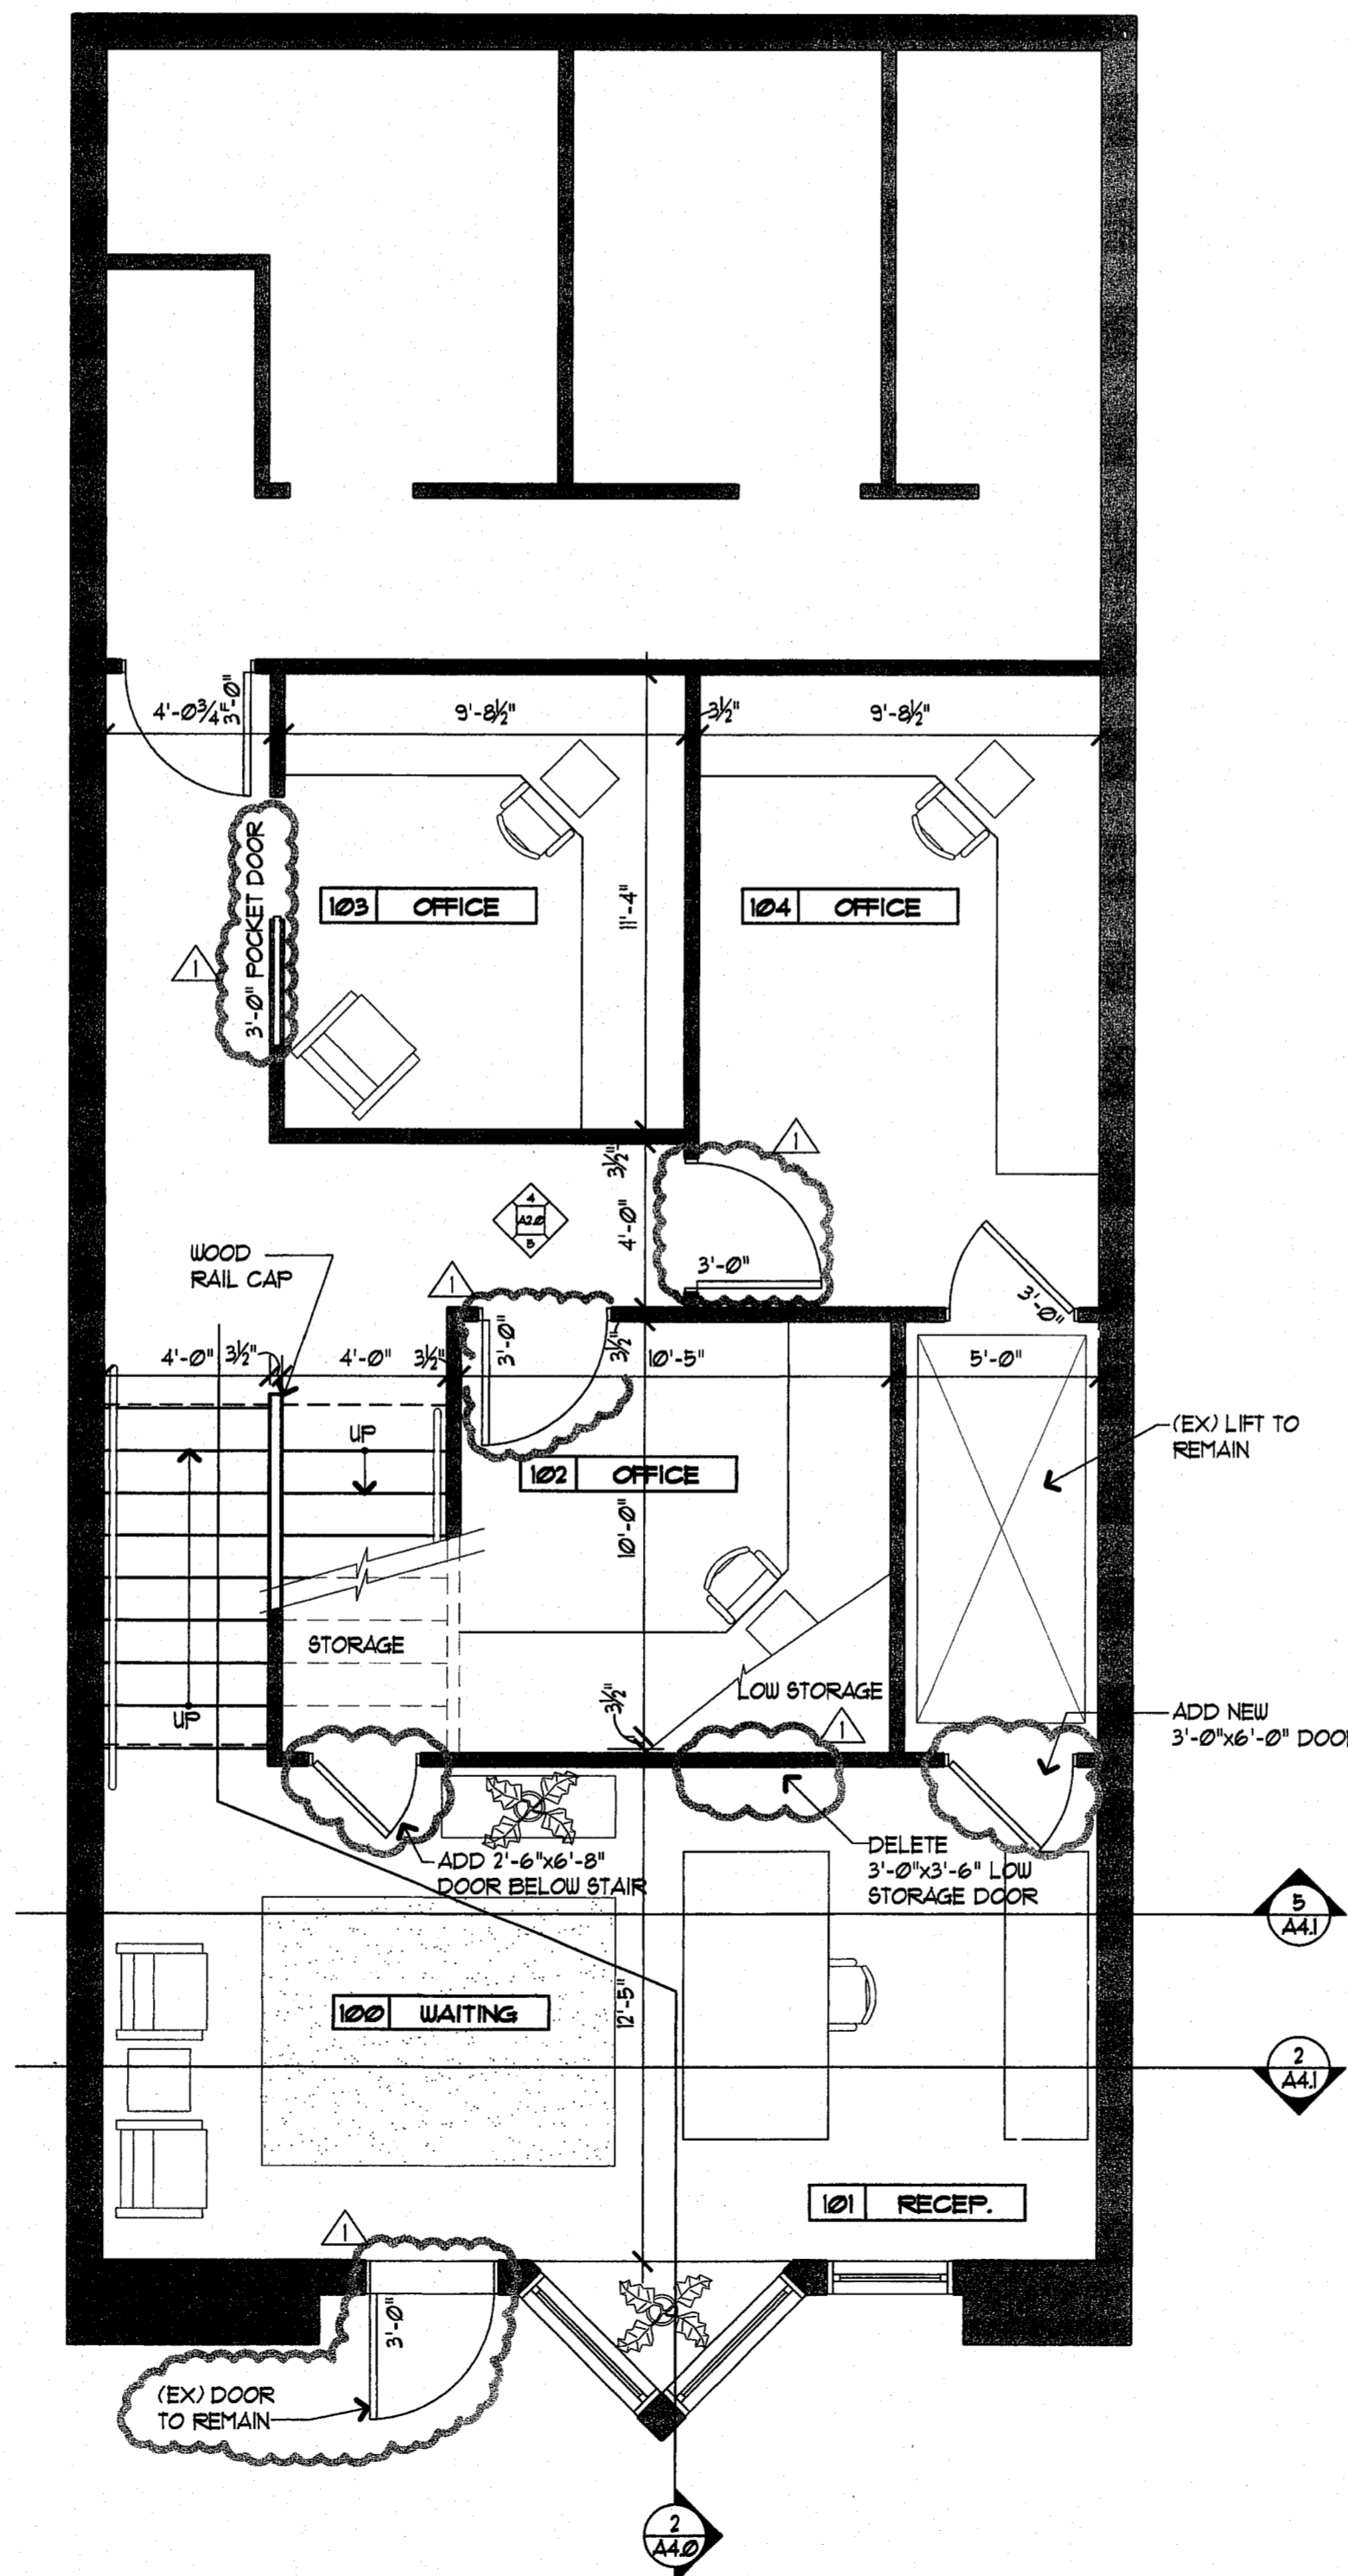 4'-0¾"
3'-0"
9'-8½"
3½"
9'-8½"
3'-0" POCKET DOOR
103 OFFICE
11'-4"
104 OFFICE
1
1
3½"
4
A2.0
5
4'-0"
3'-0"
WOOD
RAIL CAP
1
3'-0"
4'-0"
3½"
4'-0"
3½"
3'-0"
3½"
10'-5"
5'-0"
UP
(EX) LIFT TO
REMAIN
102 OFFICE
10'-0"
STORAGE
LOW STORAGE
3½"
UP
1
ADD NEW
3'-0"x6'-0" DOOR
ADD 2'-6"x6'-8"
DOOR BELOW STAIR
DELETE
3'-0"x3'-6" LOW
STORAGE DOOR
5
A4.1
12'-5"
100 WAITING
2
A4.1
101 RECEP.
1
3'-0"
(EX) DOOR
TO REMAIN
2
A4.0